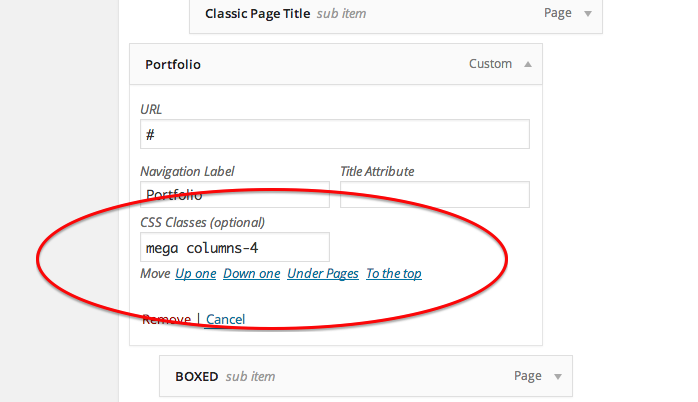 Classic Page Title sub item Page
Portfolio Custom
URL
#
Navigation Label Title Attribute
Portfolio
CSS Classes (optional)
mega columns-4
Move Up one Down one Under Pages To the top
Remove | Cancel
BOXED sub item Page